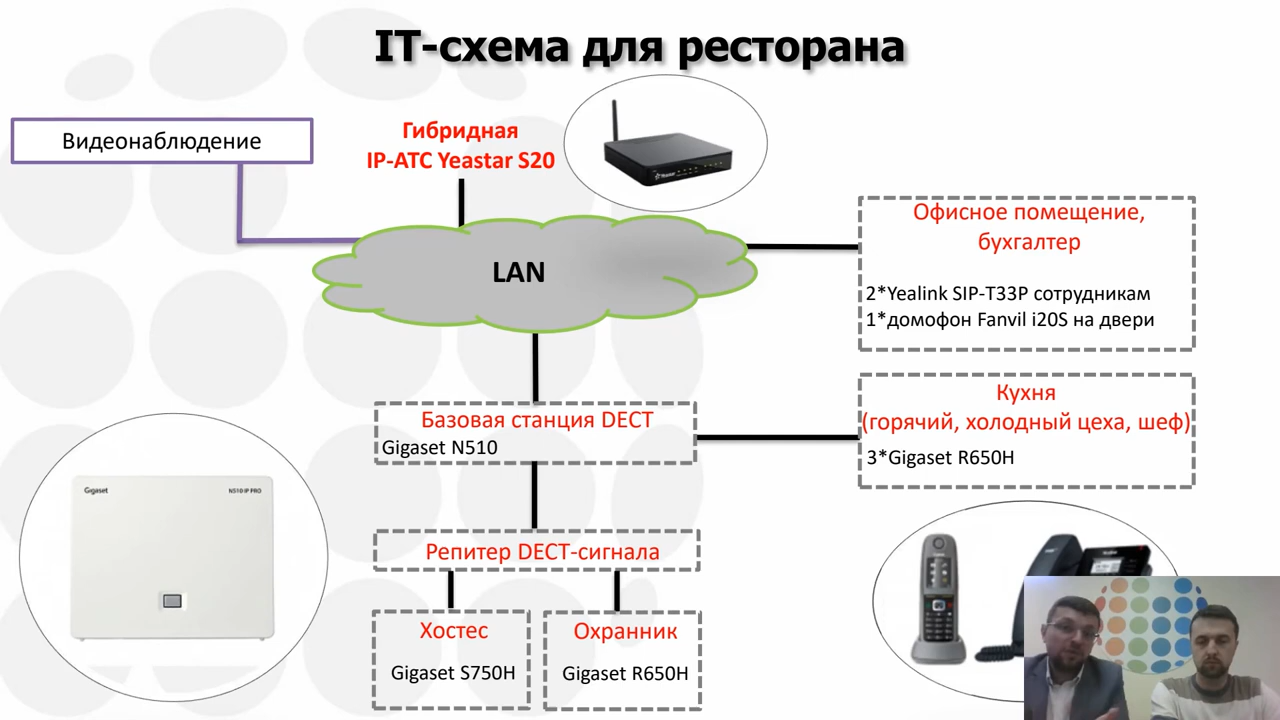 IT-схема для ресторана
Видеонаблюдение
Гибридная
IP-АТС Yeastar S20
LAN
Офисное помещение,
бухгалтер
2*Yealink SIP-T33P сотрудникам
1*домофон Fanvil i20S на двери
Базовая станция DECT
Gigaset N510
Кухня
(горячий, холодный цеха, шеф)
3*Gigaset R650H
Gigaset
N510 IP PRO
Репитер DECT-сигнала
Хостес
Gigaset S750H
Охранник
Gigaset R650H